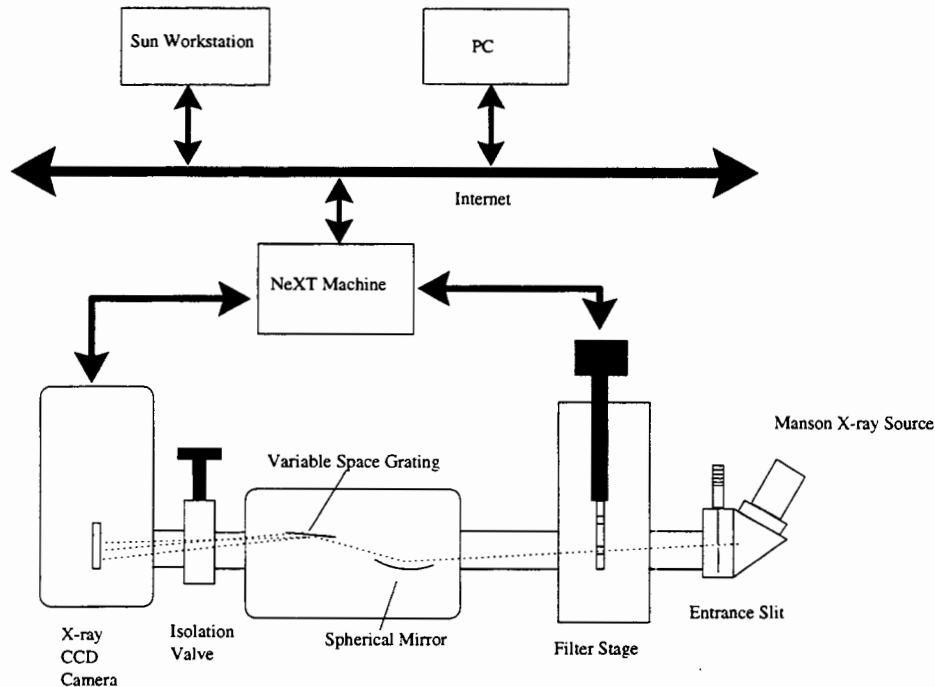 Sun Workstation
PC
Internet
NeXT Machine
Manson X-ray Source
Variable Space Grating
Entrance Slit
Isolation
Valve
Spherical Mirror
Filter Stage
X-ray
CCD
Camera